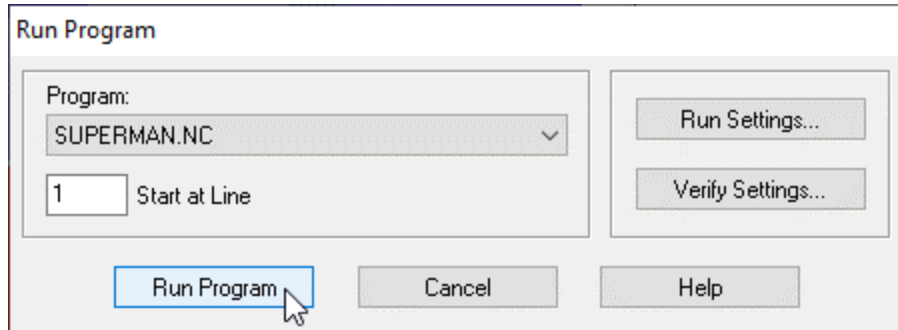 Run Program
Program:
SUPERMAN.NC
1 Start at Line
Run Settings...
Verify Settings...
Run Program Cancel Help